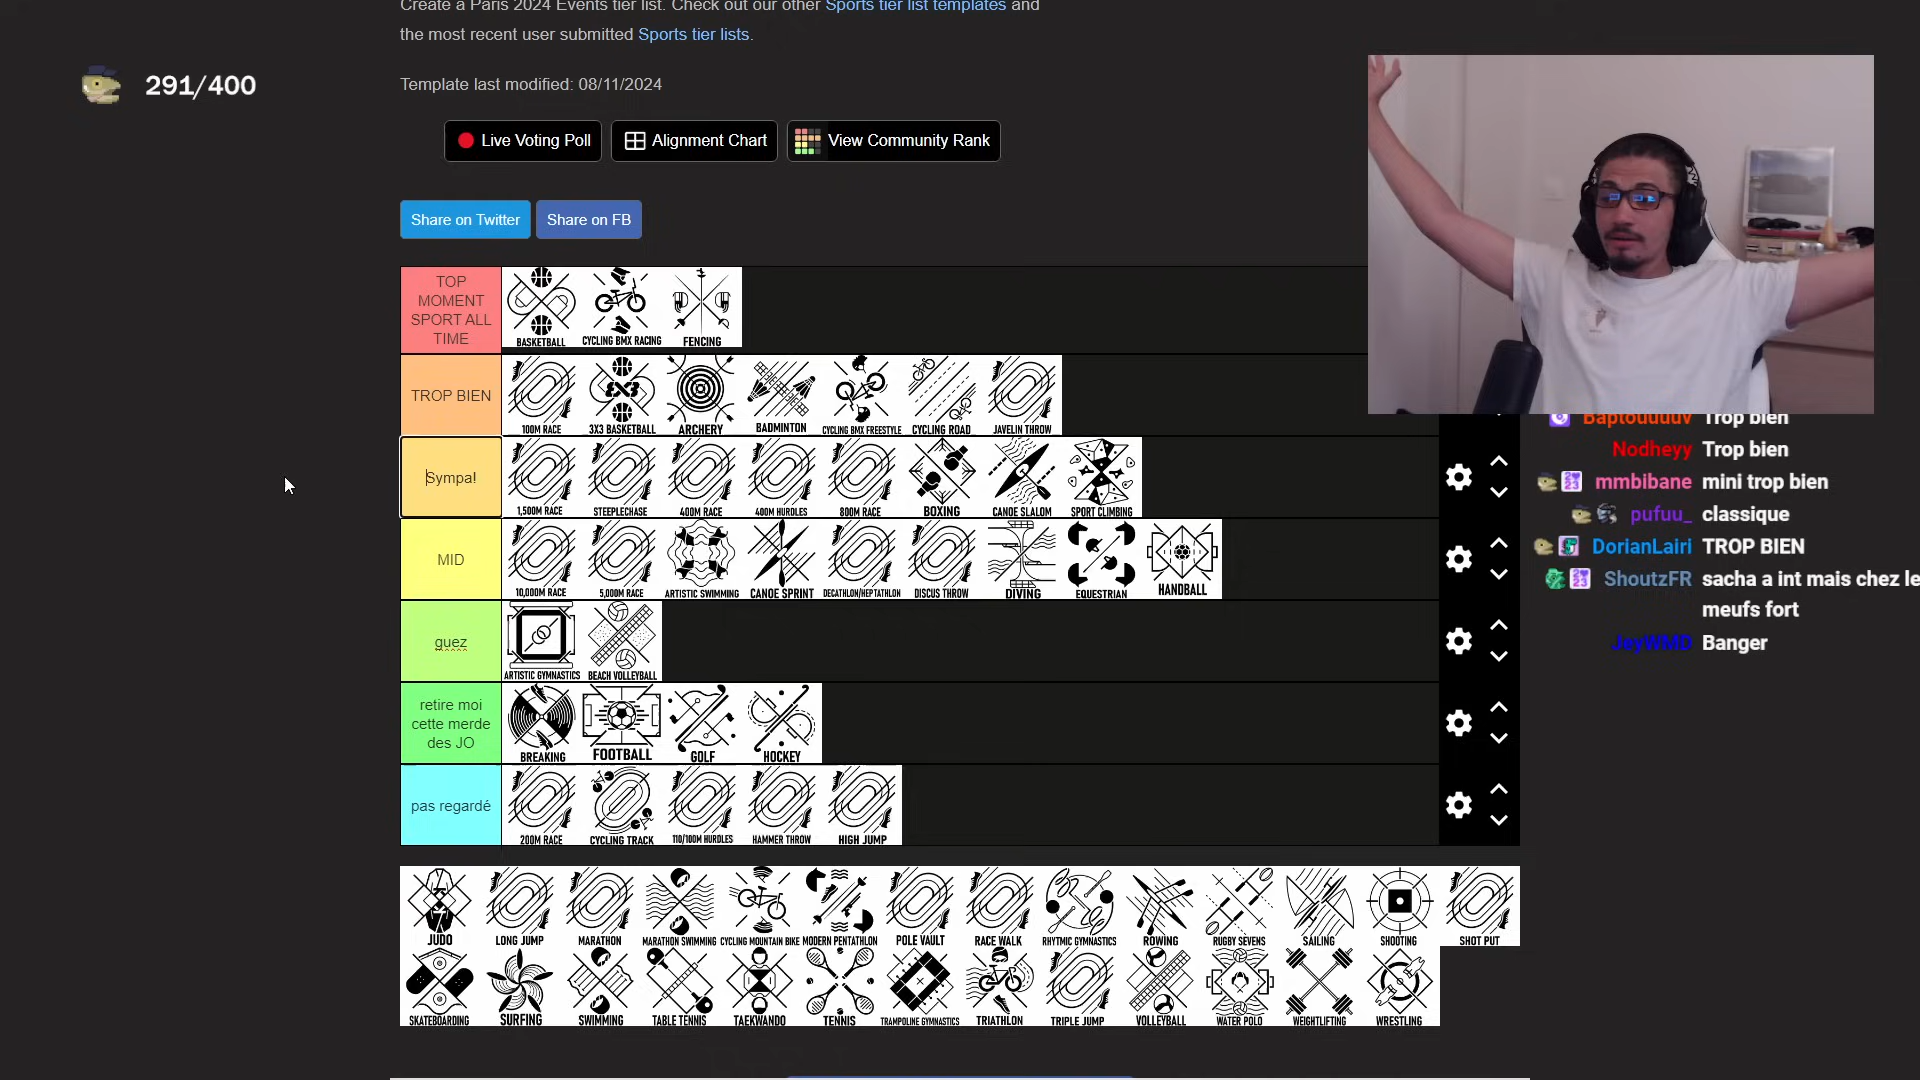 Create a Paris 2024 Events tier list. Check out our other Sports tier list templates and
the most recent user submitted Sports tier lists.
291/400
Template last modified: 08/11/2024
Live Voting Poll
Alignment Chart
View Community Rank
Share on Twitter
Share on FB
TOP
MOMENT
SPORT ALL
TIME
BASKETBALL
CYCLING BMX RACING
FENCING
TROP BIEN
100M RACE
3X3
3X3 BASKETBALL
ARCHERY
BADMINTON
CYCLING BMX FREESTYLE
CYCLING ROAD
JAVELIN THROW
Sympa!
1,500M RACE
STEEPLECHASE
400M RACE
400M HURDLES
800M RACE
BOXING
CANOE SLALOM
SPORT CLIMBING
MID
10,000M RACE
5,000M RACE
ARTISTIC SWIMMING
CANOE SPRINT
DECATHLON/HEPTATHLON
DISCUS THROW
DIVING
EQUESTRIAN
HANDBALL
guez
ARTISTIC GYMNASTICS
BEACH VOLLEYBALL
retire moi
cette merde
des JO
BREAKING
FOOTBALL
GOLF
HOCKEY
pas regardé
200M RACE
CYCLING TRACK
110/100M HURDLES
HAMMER THROW
HIGH JUMP
JUDO
LONG JUMP
MARATHON
MARATHON SWIMMING
CYCLING MOUNTAIN BIKE
MODERN PENTATHLON
POLE VAULT
RACE WALK
RHYTMIC GYMNASTICS
ROWING
RUGBY SEVENS
SAILING
SHOOTING
SHOT PUT
SKATEBOARDING
SURFING
SWIMMING
TABLE TENNIS
TAEKWANDO
TENNIS
TRAMPOLINE GYMNASTICS
TRIATHLON
TRIPLE JUMP
VOLLEYBALL
WATER POLO
WEIGHTLIFTING
WRESTLING
Baptouuuuv Trop bien
Nodheyy Trop bien
mmbibane mini trop bien
pufuu_ classique
DorianLairi TROP BIEN
ShoutzFR sacha a int mais chez le
meufs fort
JeyWMD Banger